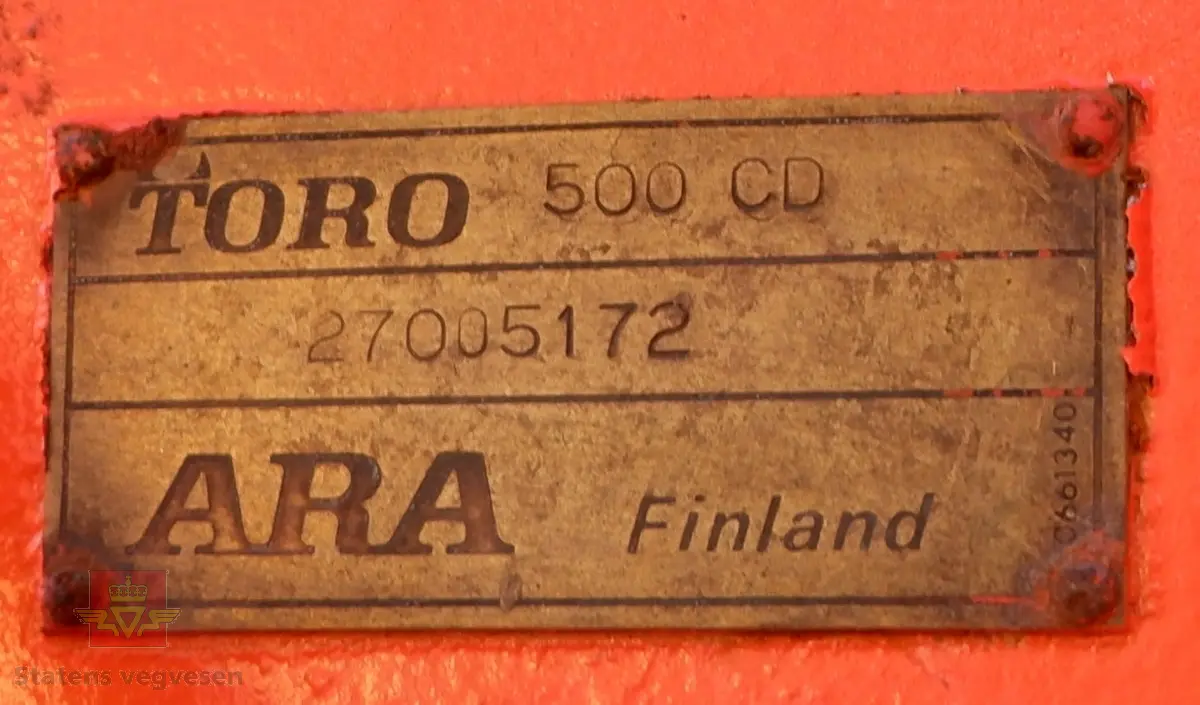 TORO 500 CD
27005172
ARA Finland
0661340
Statens vegvesen